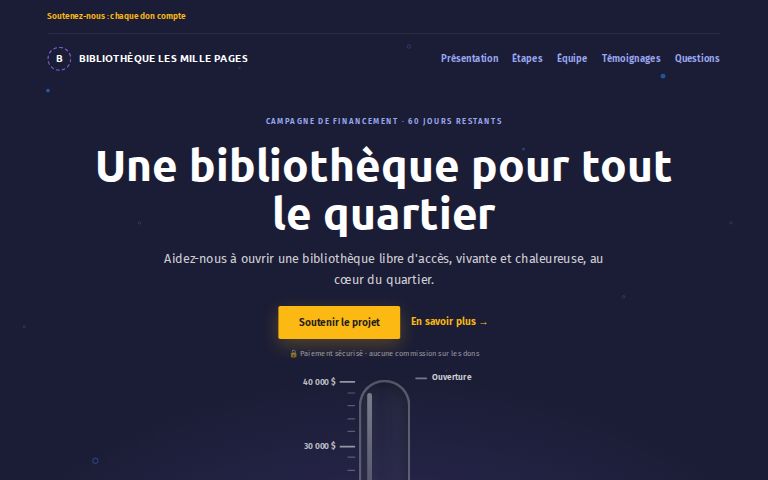 Soutenez-nous : chaque don compte
B BIBLIOTHÈQUE LES MILLE PAGES
Présentation Étapes Équipe Témoignages Questions
CAMPAGNE DE FINANCEMENT · 60 JOURS RESTANTS
Une bibliothèque pour tout
le quartier
Aidez-nous à ouvrir une bibliothèque libre d'accès, vivante et chaleureuse, au
cœur du quartier.
Soutenir le projet En savoir plus →
🔒 Paiement sécurisé · aucune commission sur les dons
Ouverture
40 000 $
30 000 $